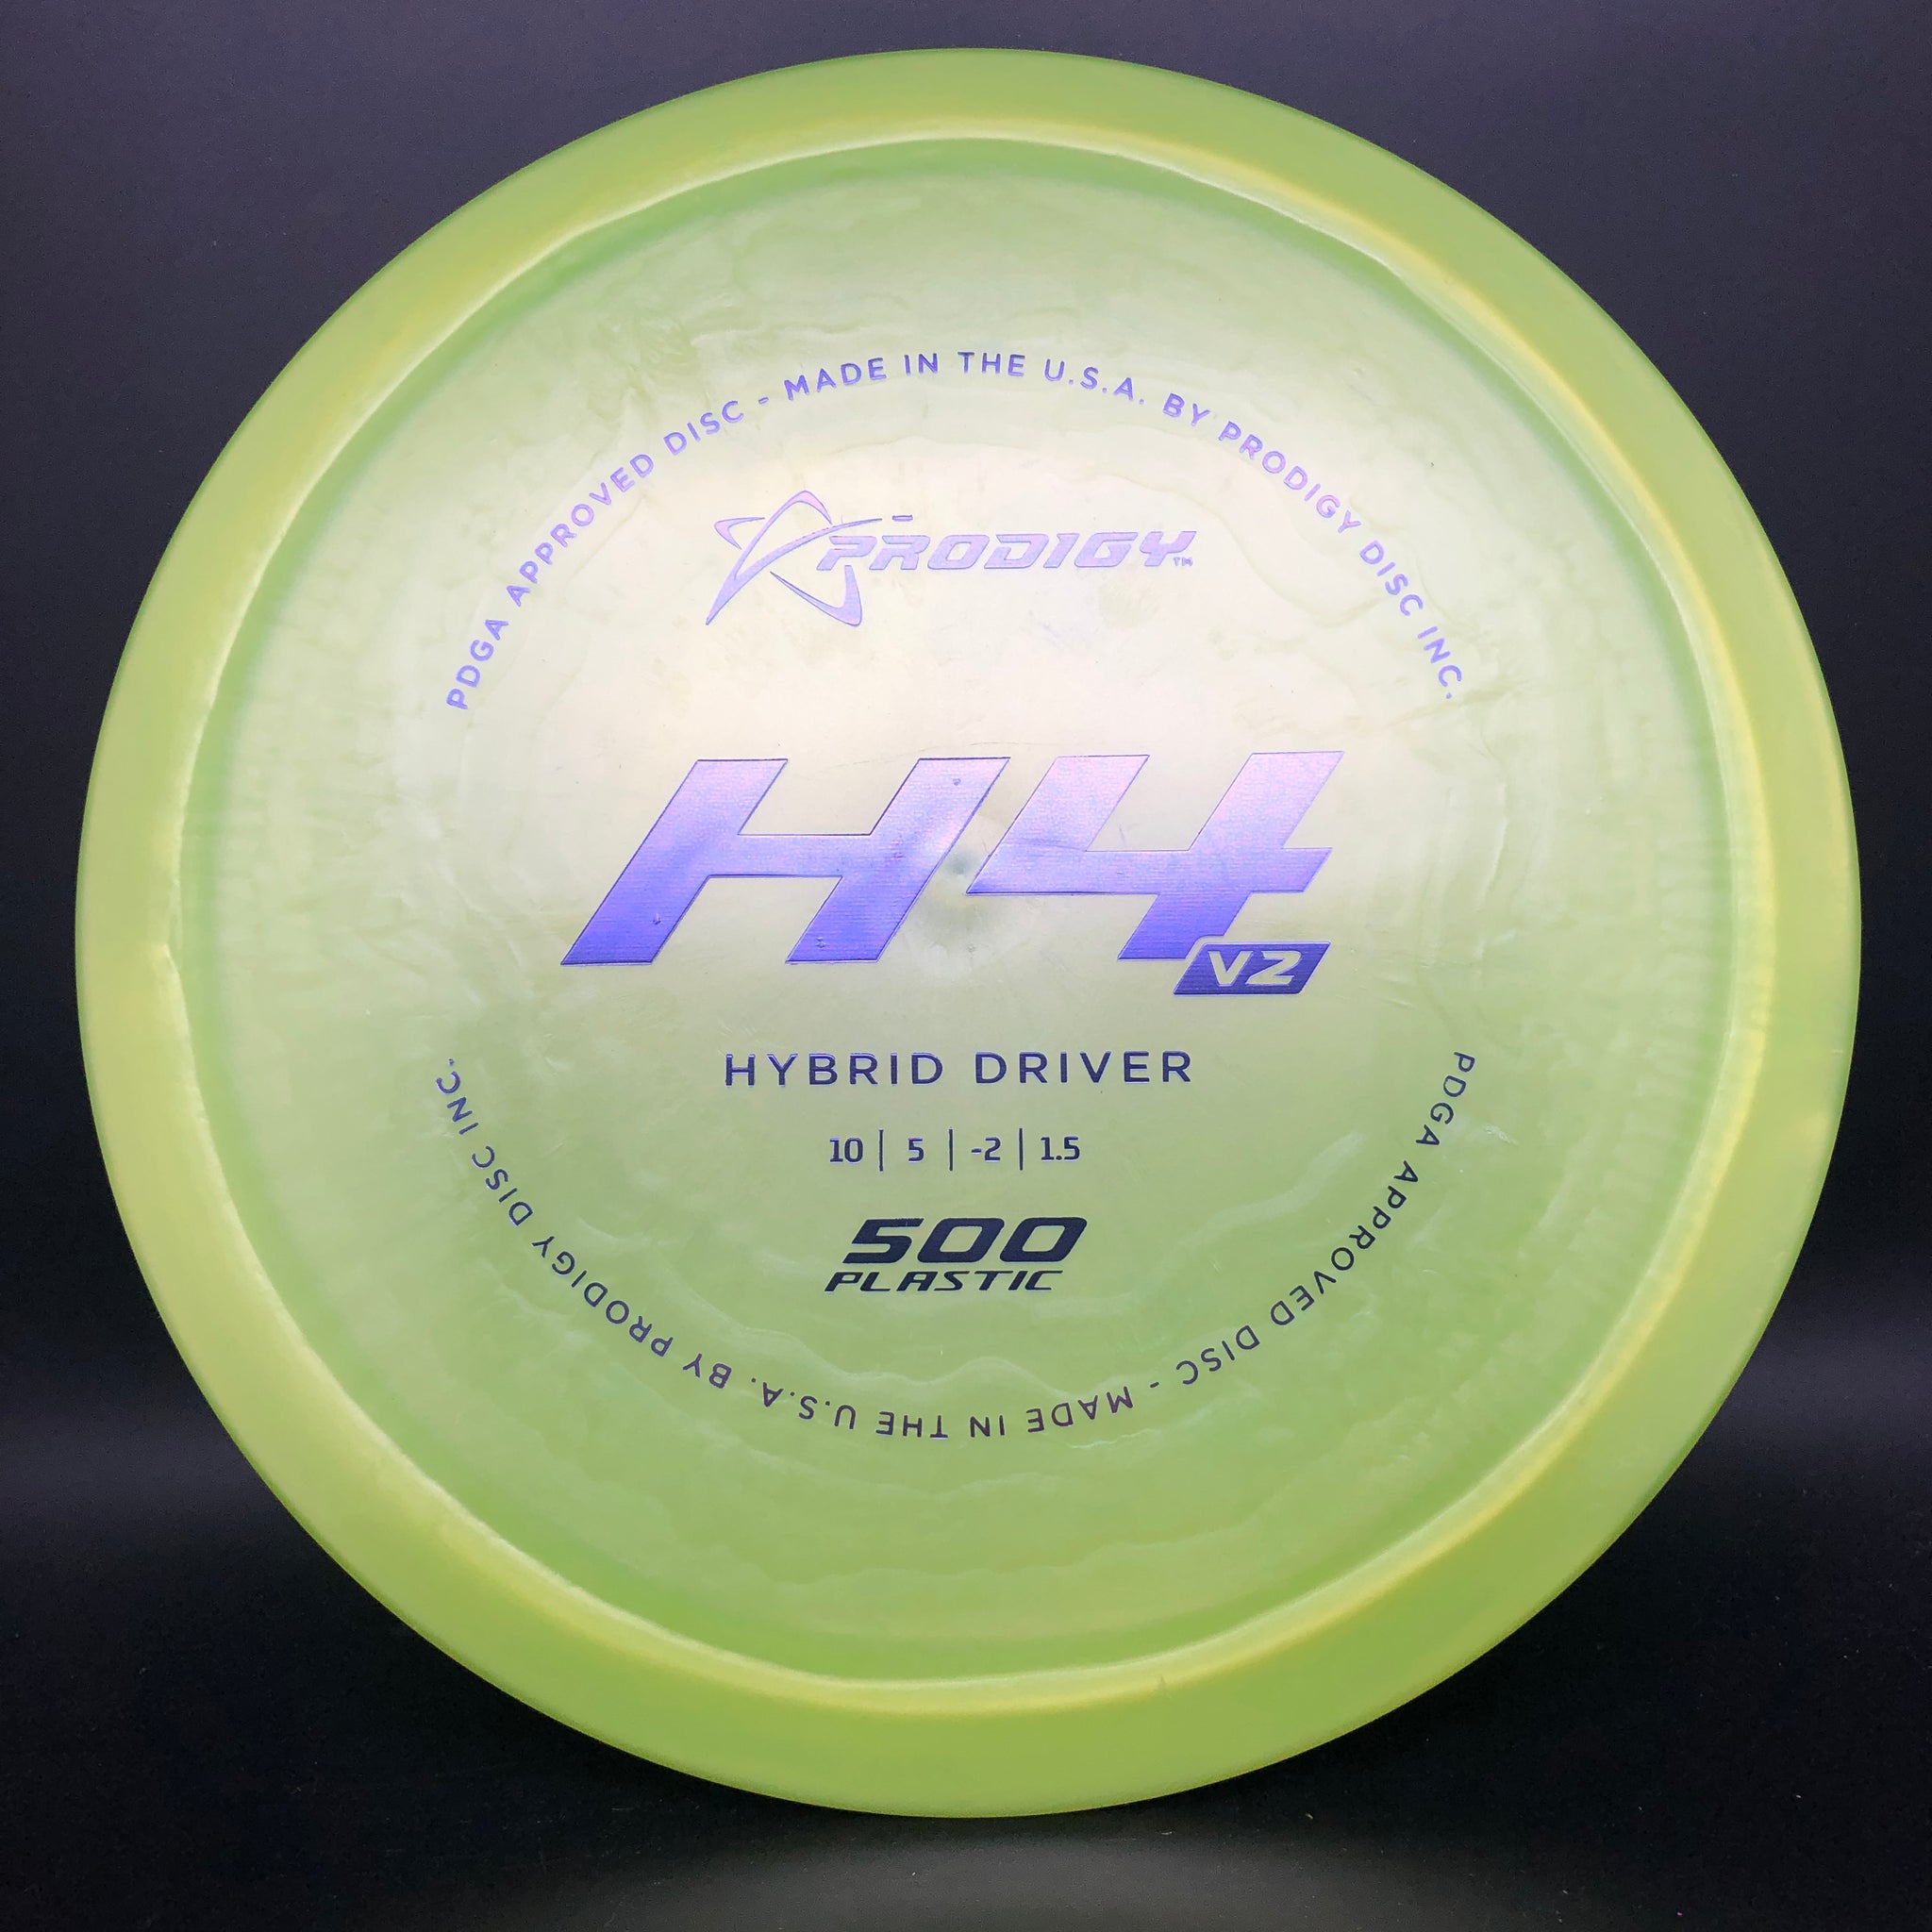 PDGA APPROVED DISC - MADE IN THE U.S.A. BY PRODIGY DISC INC.
PRODIGY™
H4
V2
HYBRID DRIVER
10 | 5 | -2 | 1.5
500
PLASTIC
PDGA APPROVED DISC - MADE IN THE U.S.A. BY PRODIGY DISC INC.